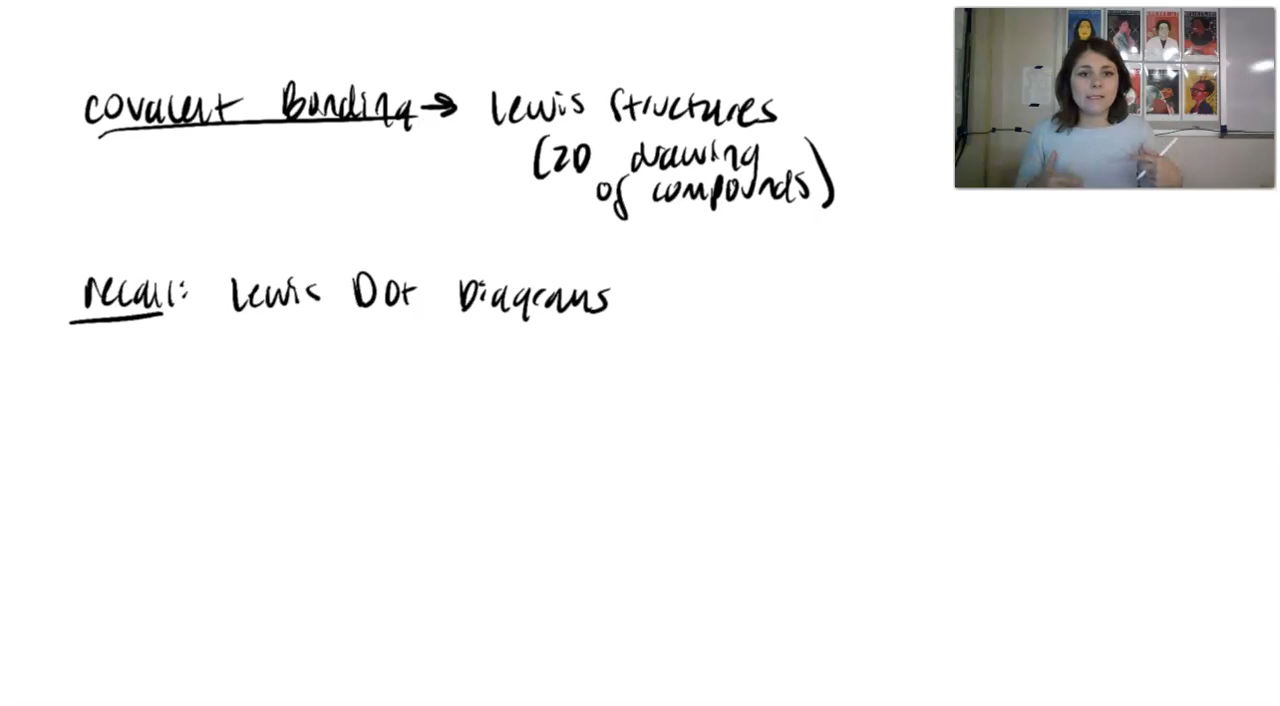 covalent Bonding → Lewis Structures
(2D drawing
of compounds)
recall: Lewis Dot Diagrams